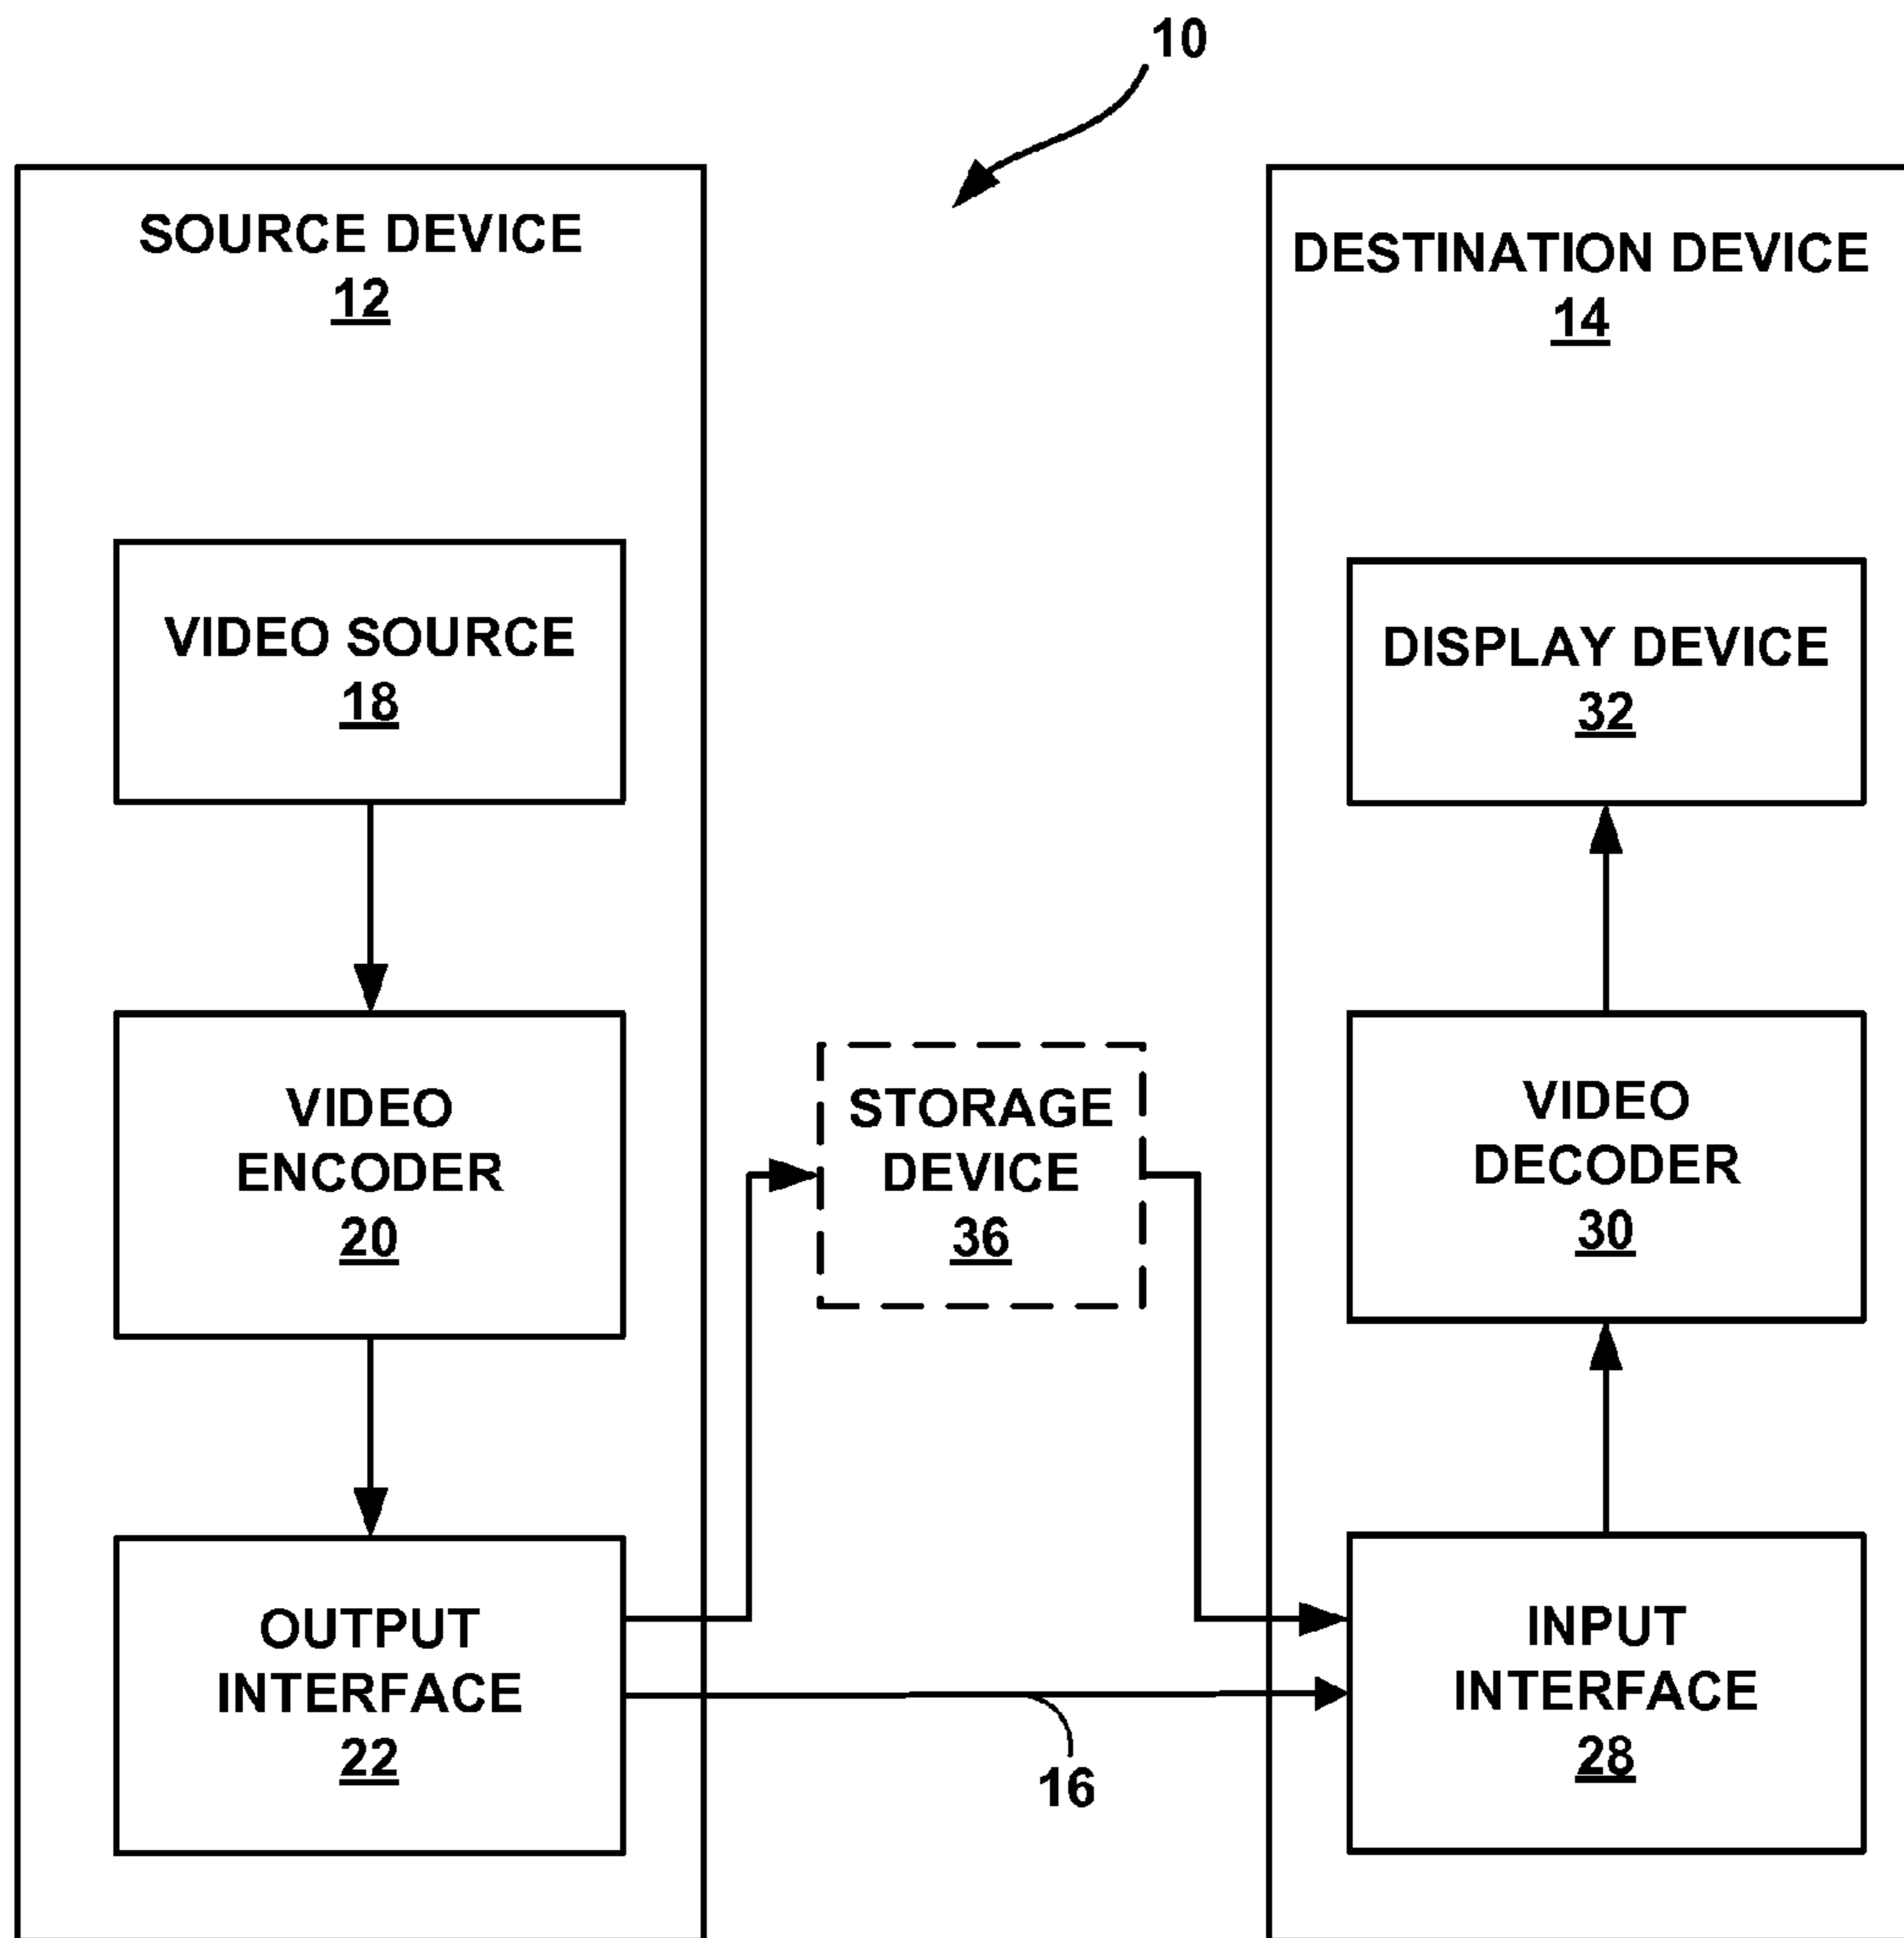 10
SOURCE DEVICE
12
VIDEO SOURCE
18
VIDEO
ENCODER
20
OUTPUT
INTERFACE
22
STORAGE
DEVICE
36
16
DESTINATION DEVICE
14
DISPLAY DEVICE
32
VIDEO
DECODER
30
INPUT
INTERFACE
28